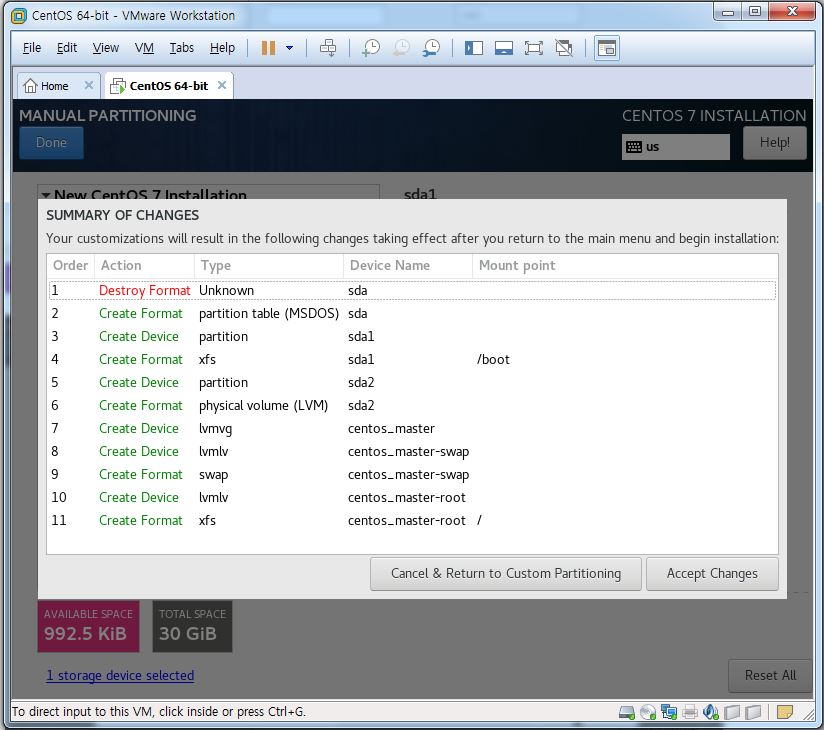 CentOS 64-bit - VMware Workstation
File Edit View VM Tabs Help
Home CentOS 64-bit
MANUAL PARTITIONING CENTOS 7 INSTALLATION
Done us Help!
New CentOS 7 Installation sda1
SUMMARY OF CHANGES
Your customizations will result in the following changes taking effect after you return to the main menu and begin installation:
Order Action Type Device Name Mount point
1 Destroy Format Unknown sda
2 Create Format partition table (MSDOS) sda
3 Create Device partition sda1
4 Create Format xfs sda1 /boot
5 Create Device partition sda2
6 Create Format physical volume (LVM) sda2
7 Create Device lvmvg centos_master
8 Create Device lvmlv centos_master-swap
9 Create Format swap centos_master-swap
10 Create Device lvmlv centos_master-root
11 Create Format xfs centos_master-root /
Cancel & Return to Custom Partitioning Accept Changes
AVAILABLE SPACE TOTAL SPACE
992.5 KiB 30 GiB
1 storage device selected Reset All
To direct input to this VM, click inside or press Ctrl+G.